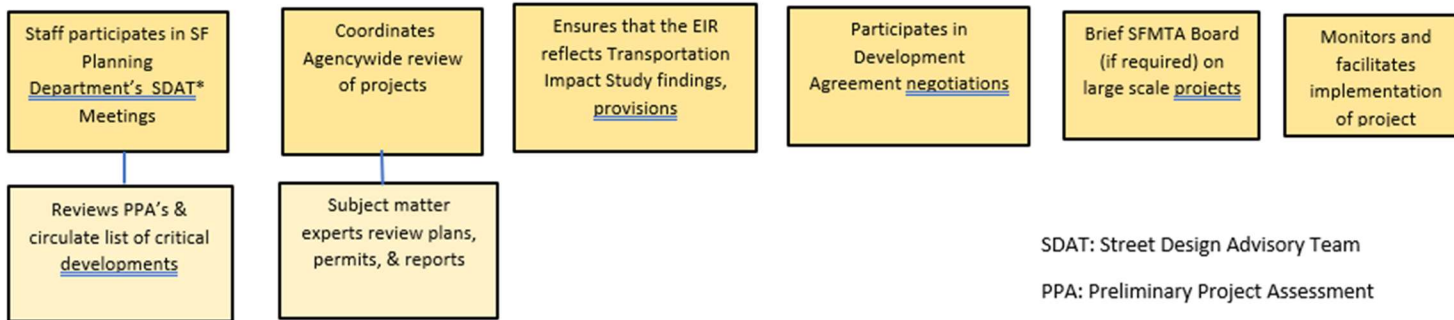 Staff participates in SF
Planning
Department's SDAT*
Meetings
Coordinates
Agencywide review
of projects
Ensures that the EIR
reflects Transportation
Impact Study findings,
provisions
Participates in
Development
Agreement negotiations
Brief SFMTA Board
(if required) on
large scale projects
Monitors and
facilitates
implementation
of project
Reviews PPA's &
circulate list of critical
developments
Subject matter
experts review plans,
permits, & reports
SDAT: Street Design Advisory Team
PPA: Preliminary Project Assessment